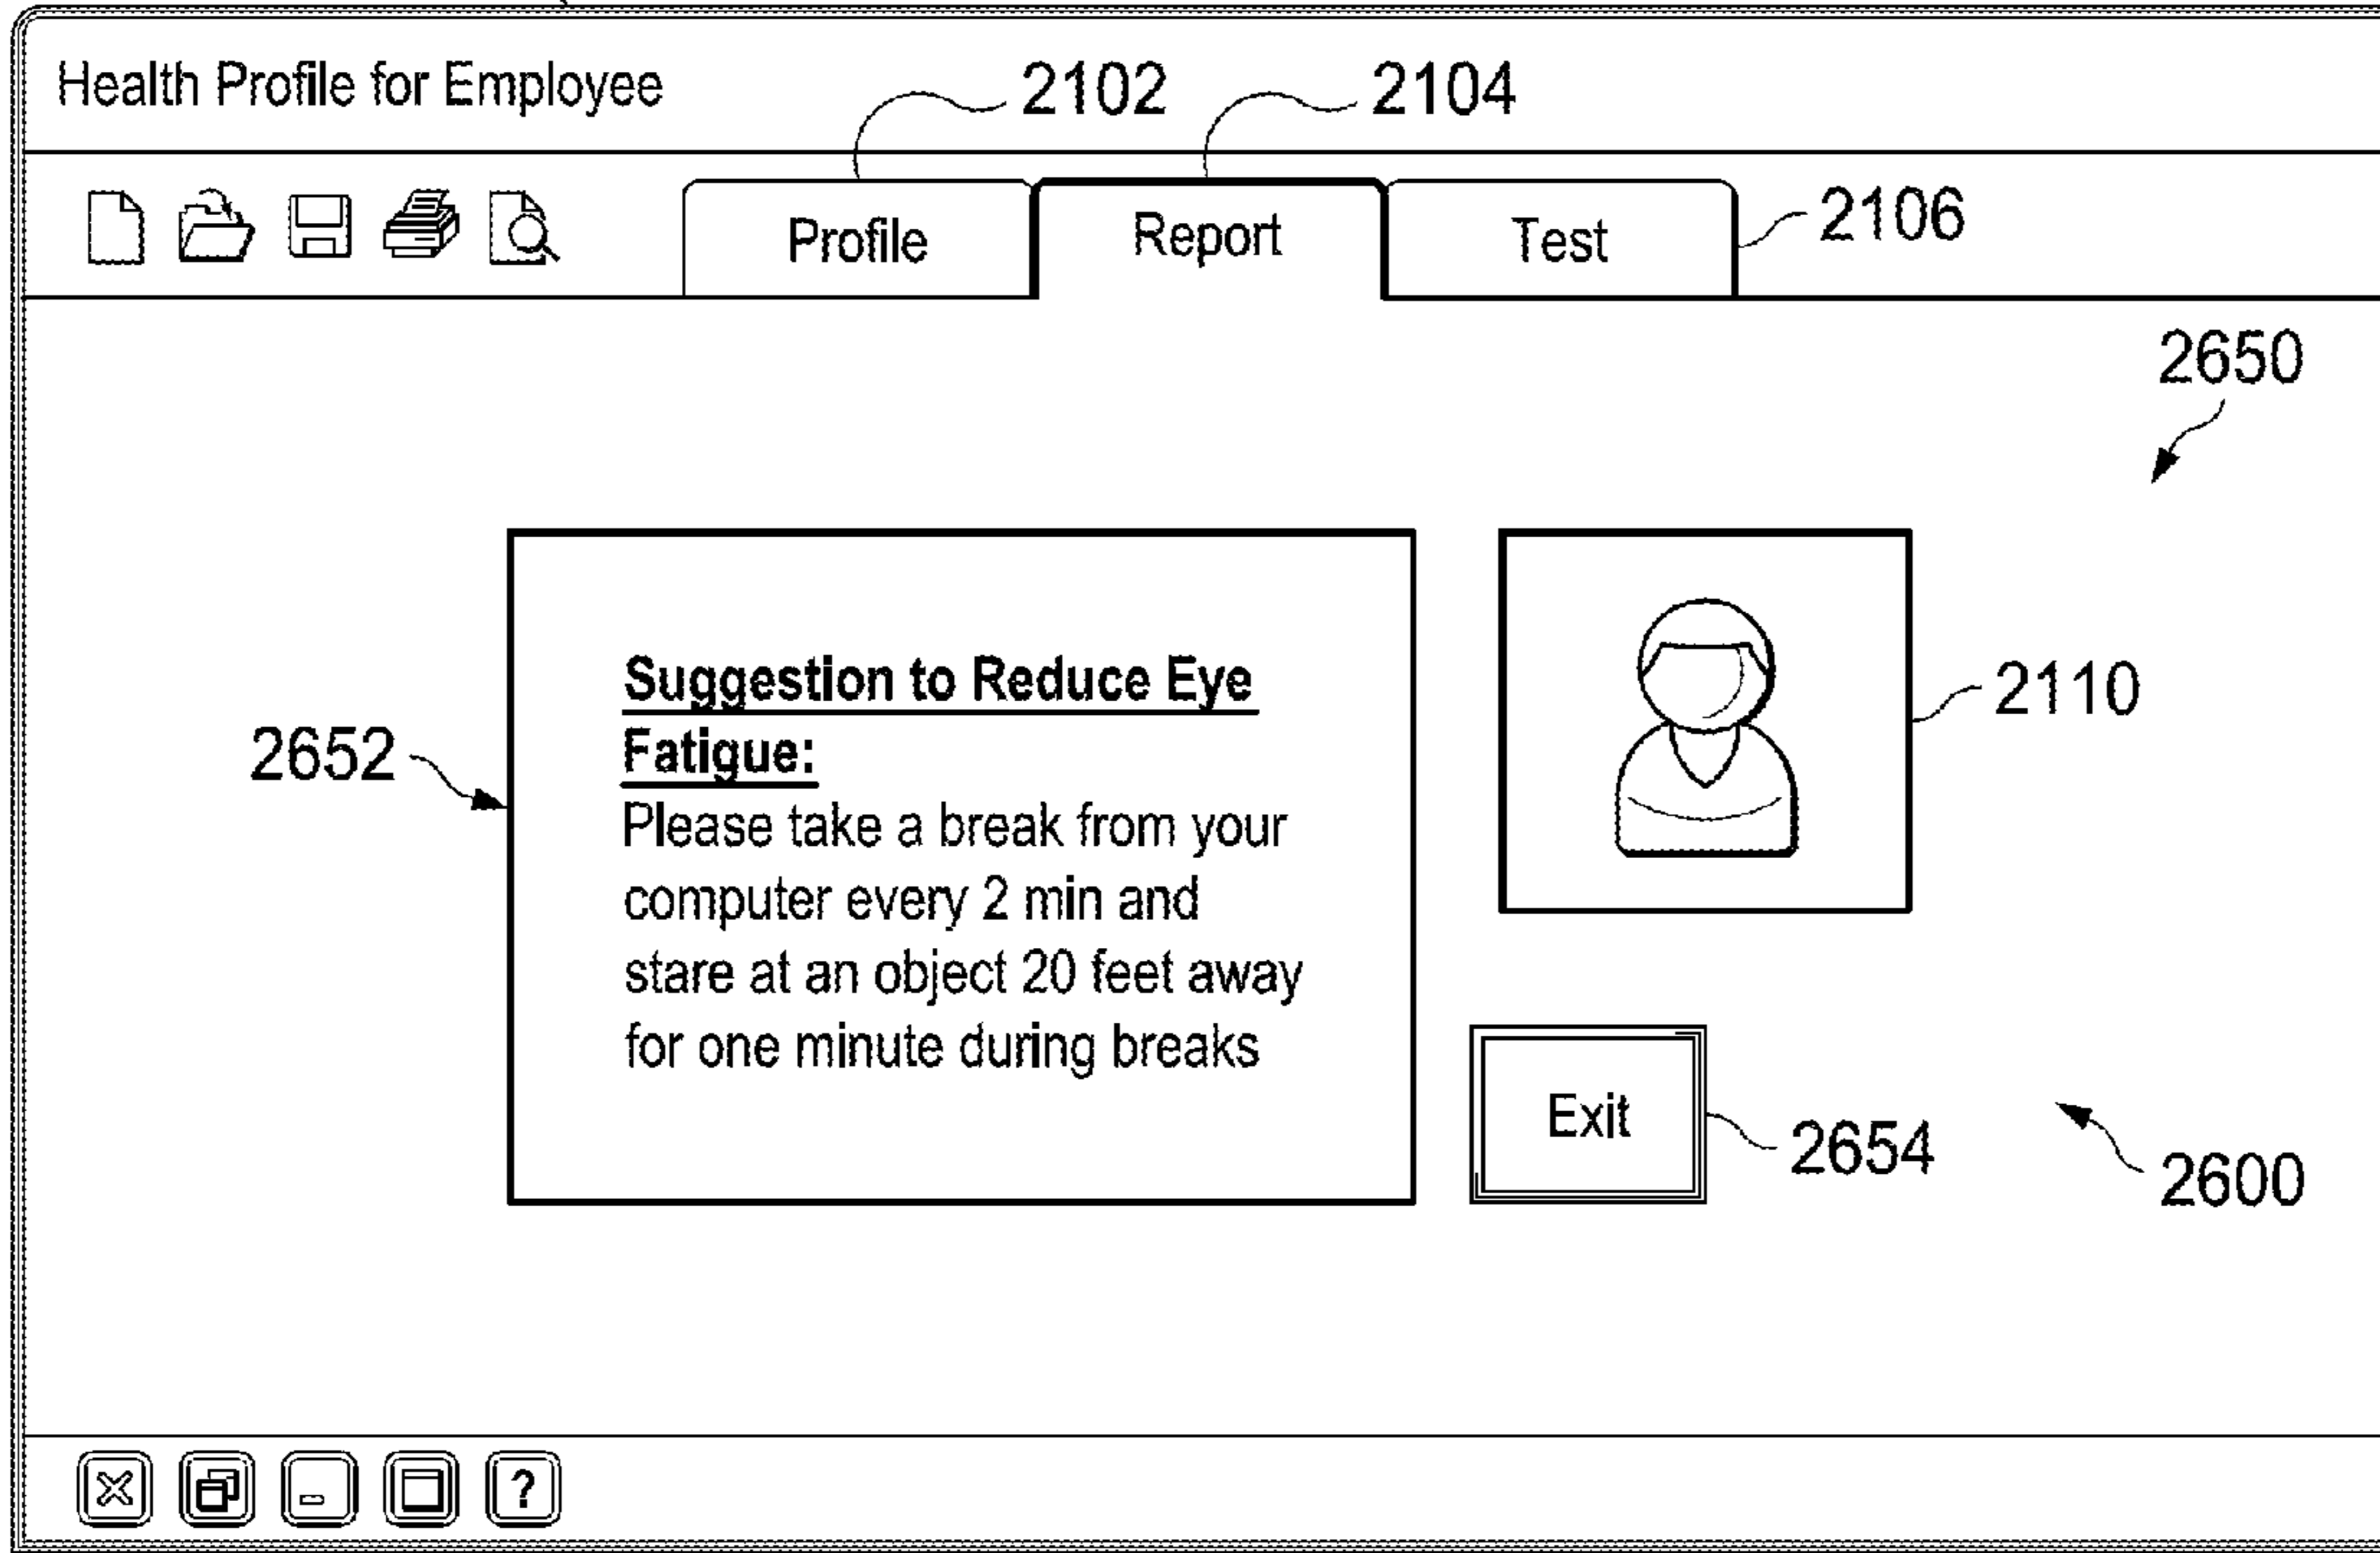 Health Profile for Employee
2102
2104
Profile
Report
Test
2106
2650
Suggestion to Reduce Eye
Fatigue:
Please take a break from your
computer every 2 min and
stare at an object 20 feet away
for one minute during breaks
2652
2110
Exit
2654
2600
?